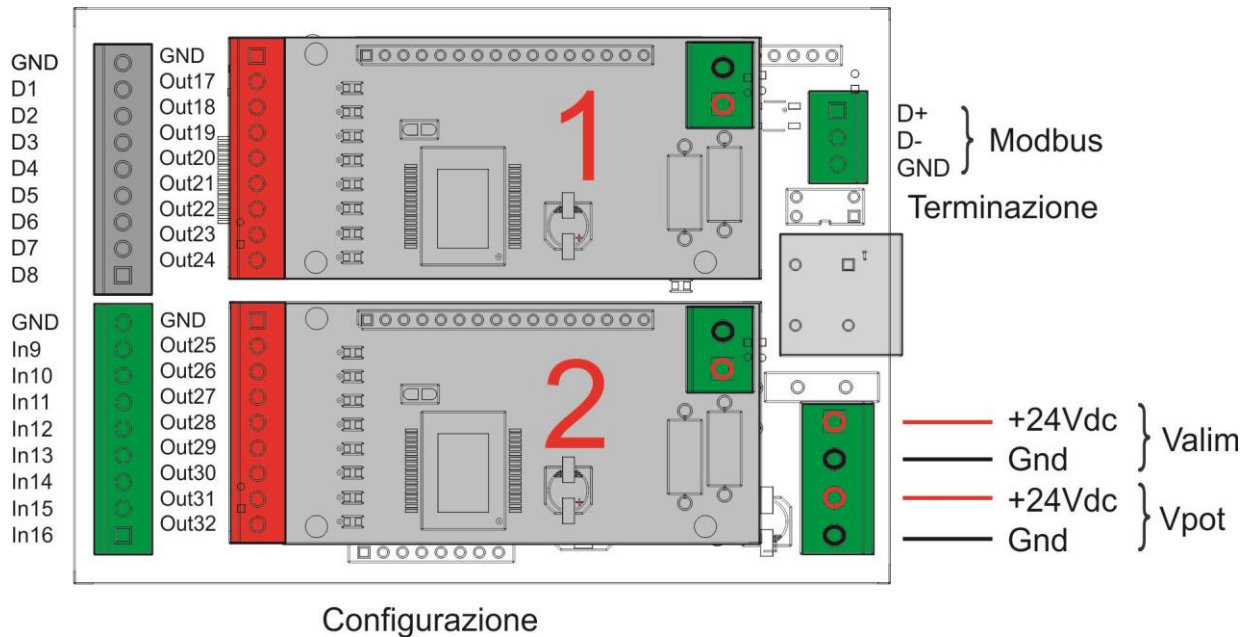 GND
D1
D2
D3
D4
D5
D6
D7
D8
GND
Out17
Out18
Out19
Out20
Out21
Out22
Out23
Out24
1
D+
D-
GND
Modbus
Terminazione
GND
In9
In10
In11
In12
In13
In14
In15
In16
GND
Out25
Out26
Out27
Out28
Out29
Out30
Out31
Out32
2
+24Vdc
Gnd
Valim
+24Vdc
Gnd
Vpot
Configurazione